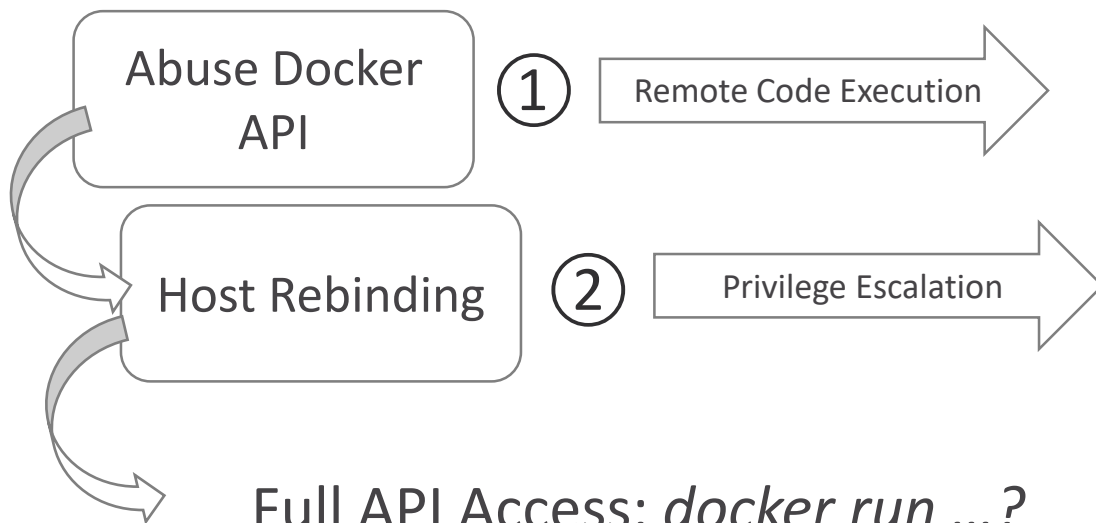 Abuse Docker
API
① Remote Code Execution
Host Rebinding
② Privilege Escalation
Full API Access: docker run …?